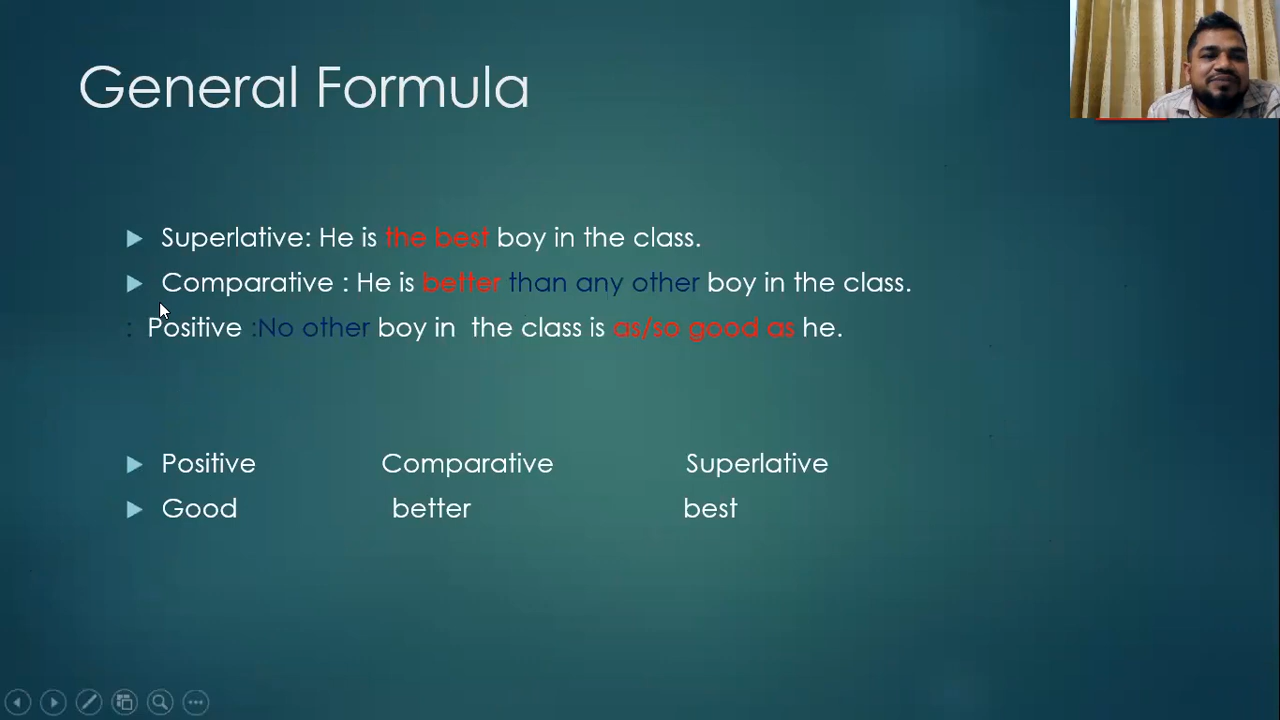 General Formula
Superlative: He is the best boy in the class.
Comparative : He is better than any other boy in the class.
: Positive :No other boy in the class is as/so good as he.
Positive Comparative Superlative
Good better best